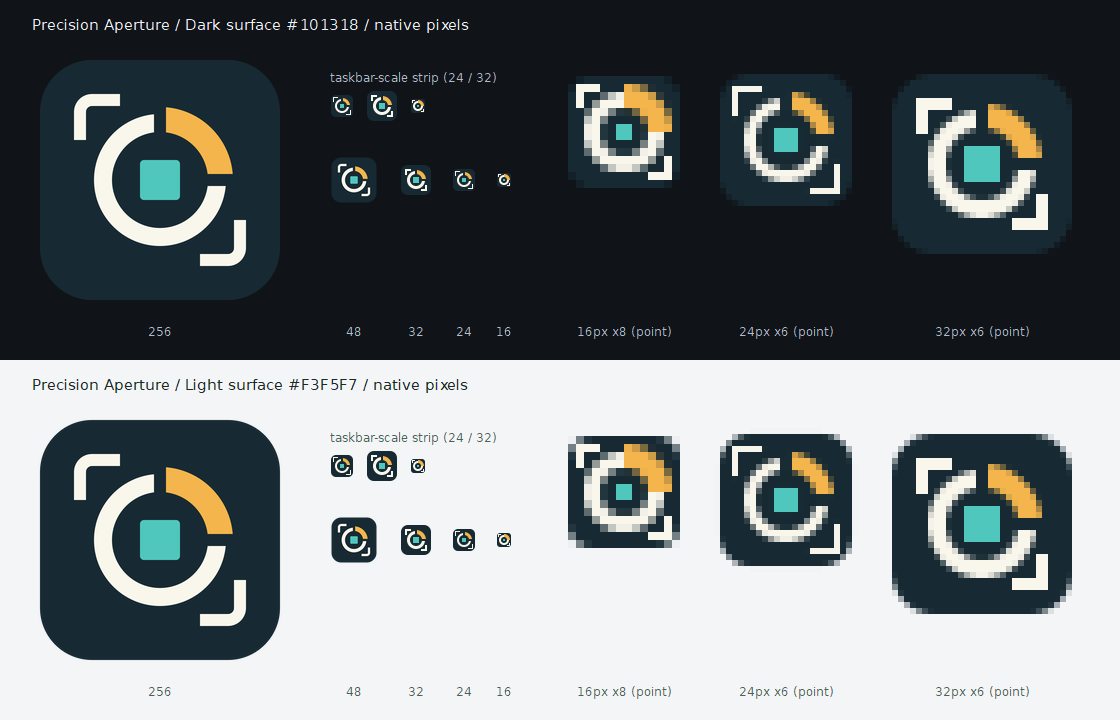 Precision Aperture / Dark surface #101318 / native pixels
taskbar-scale strip (24 / 32)
256
48
32
24
16
16px x8 (point)
24px x6 (point)
32px x6 (point)
Precision Aperture / Light surface #F3F5F7 / native pixels
taskbar-scale strip (24 / 32)
256
48
32
24
16
16px x8 (point)
24px x6 (point)
32px x6 (point)